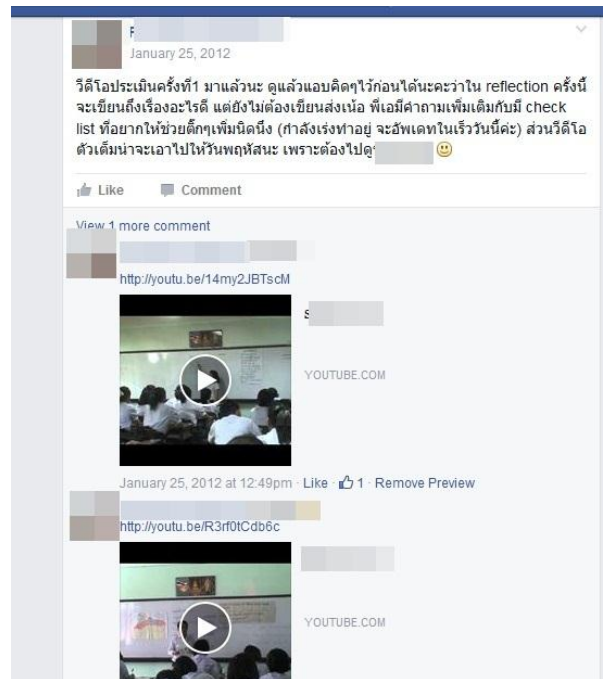 January 25, 2012
วีดีโอประเมินครั้งที่1 มาแล้วนะ ดูแล้วแอบคิดๆไว้ก่อนได้นะคะว่าใน reflection ครั้งนี้
จะเขียนถึงเรื่องอะไรดี แต่ยังไม่ต้องเขียนส่งเน้อ พี่เอมีคำถามเพิ่มเติมกับมี check
list ที่อยากให้ช่วยติ๊กๆเพิ่มนิดนึง (กำลังเร่งทำอยู่ จะอัพเดทในเร็ววันนี้ค่ะ) ส่วนวีดีโอ
ตัวเต็มน่าจะเอาไปให้วันพฤหัสนะ เพราะต้องไปดู
Like Comment
View 1 more comment
http://youtu.be/14my2JBTscM
YOUTUBE.COM
January 25, 2012 at 12:49pm · Like · 1 · Remove Preview
http://youtu.be/R3rf0tCdb6c
YOUTUBE.COM